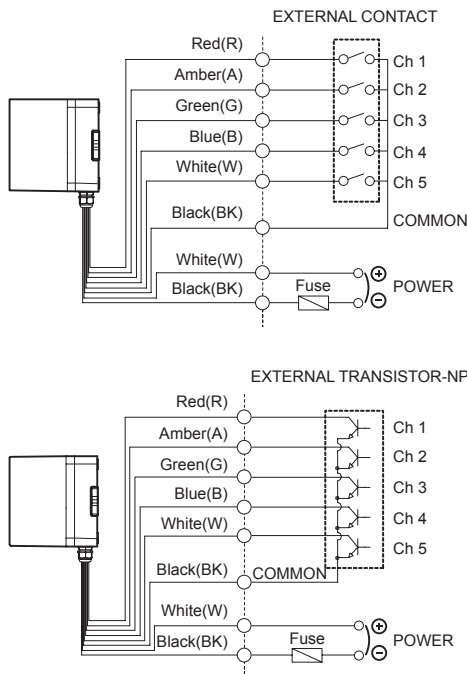 EXTERNAL CONTACT
Red(R)
Ch 1
Amber(A)
Ch 2
Green(G)
Ch 3
Blue(B)
Ch 4
White(W)
Ch 5
Black(BK)
COMMON
White(W)
Black(BK)
Fuse
POWER
EXTERNAL TRANSISTOR-NP
Red(R)
Ch 1
Amber(A)
Ch 2
Green(G)
Ch 3
Blue(B)
Ch 4
White(W)
Ch 5
Black(BK)
COMMON
White(W)
Black(BK)
Fuse
POWER